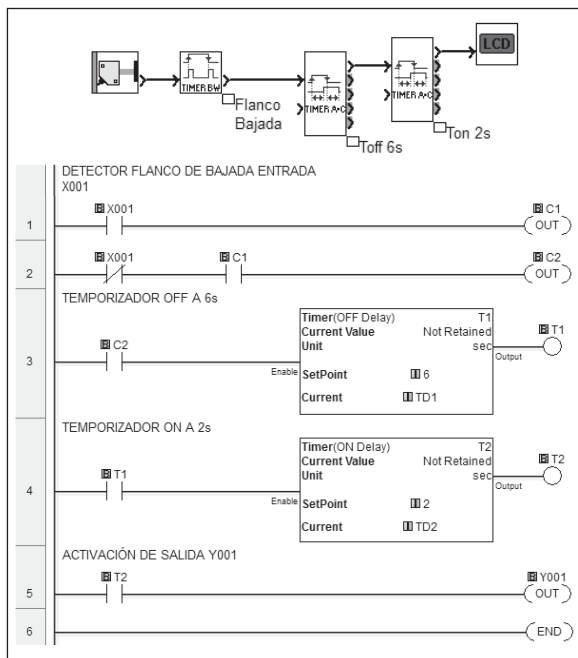 LCD
TIMER BW
Flanco
Bajada
TIMER A+C
Toff 6s
TIMER A+C
Ton 2s
DETECTOR FLANCO DE BAJADA ENTRADA
X001
B X001
B C1
1
OUT
B X001
B C1
B C2
2
OUT
TEMPORIZADOR OFF A 6s
Timer(OFF Delay) T1
Current Value Not Retained
Unit sec
B T1
B C2
Output
3
Enable SetPoint 6
Current TD1
TEMPORIZADOR ON A 2s
Timer(ON Delay) T2
Current Value Not Retained
Unit sec
B T2
B T1
Output
4
Enable SetPoint 2
Current TD2
ACTIVACIÓN DE SALIDA Y001
B T2
B Y001
5
OUT
6
END